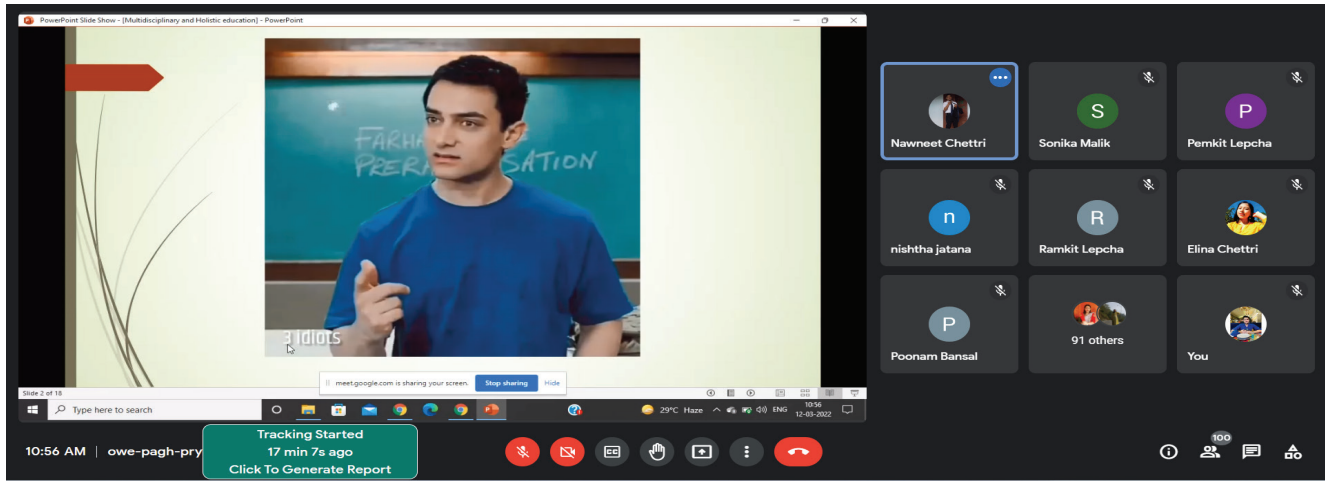 PowerPoint Slide Show - [Multidisciplinary and Holistic education] - PowerPoint
FARH
PRER SATION
3 Idiots
meet.google.com is sharing your screen. Stop sharing Hide
Slide 2 of 18
Type here to search
29°C Haze ENG 10:56
12-03-2022
Nawneet Chettri
S
Sonika Malik
P
Pemkit Lepcha
n
nishtha jatana
R
Ramkit Lepcha
Elina Chettri
P
Poonam Bansal
91 others
You
10:56 AM | owe-pagh-pry
Tracking Started
17 min 7s ago
Click To Generate Report
CC
100